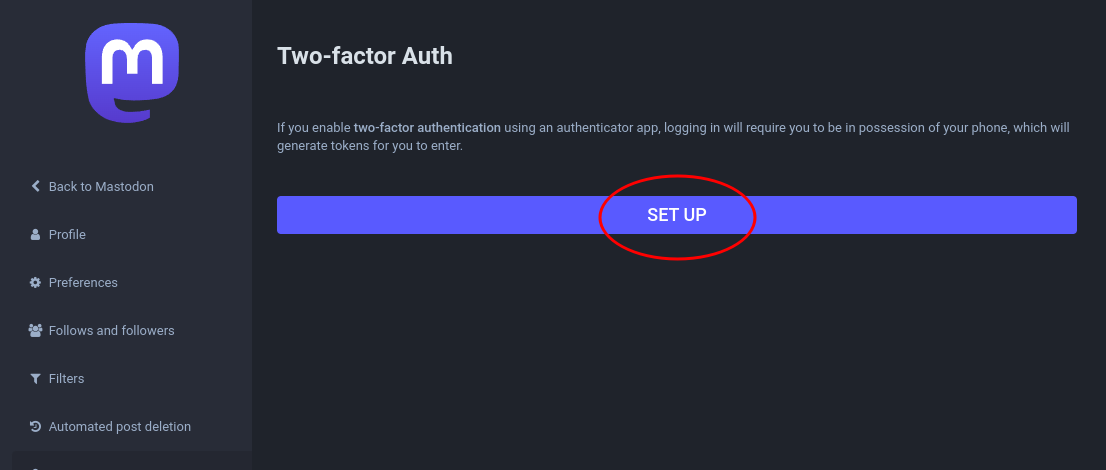 Two-factor Auth
If you enable two-factor authentication using an authenticator app, logging in will require you to be in possession of your phone, which will
generate tokens for you to enter.
SET UP
Back to Mastodon
Profile
Preferences
Follows and followers
Filters
Automated post deletion